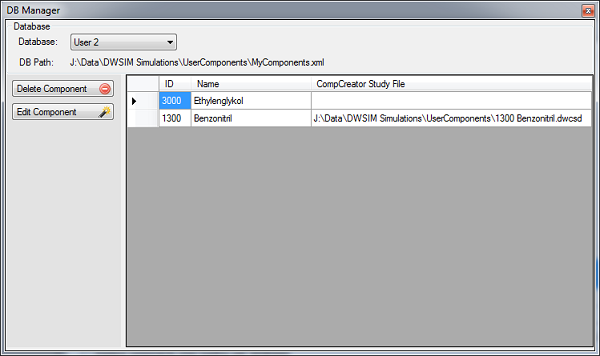 DB Manager
Database
Database: User 2
DB Path: J:\Data\DWSIM Simulations\UserComponents\MyComponents.xml
Delete Component
Edit Component
ID Name CompCreator Study File
3000 Ethylenglykol
1300 Benzonitril J:\Data\DWSIM Simulations\UserComponents\1300 Benzonitril.dwcsd